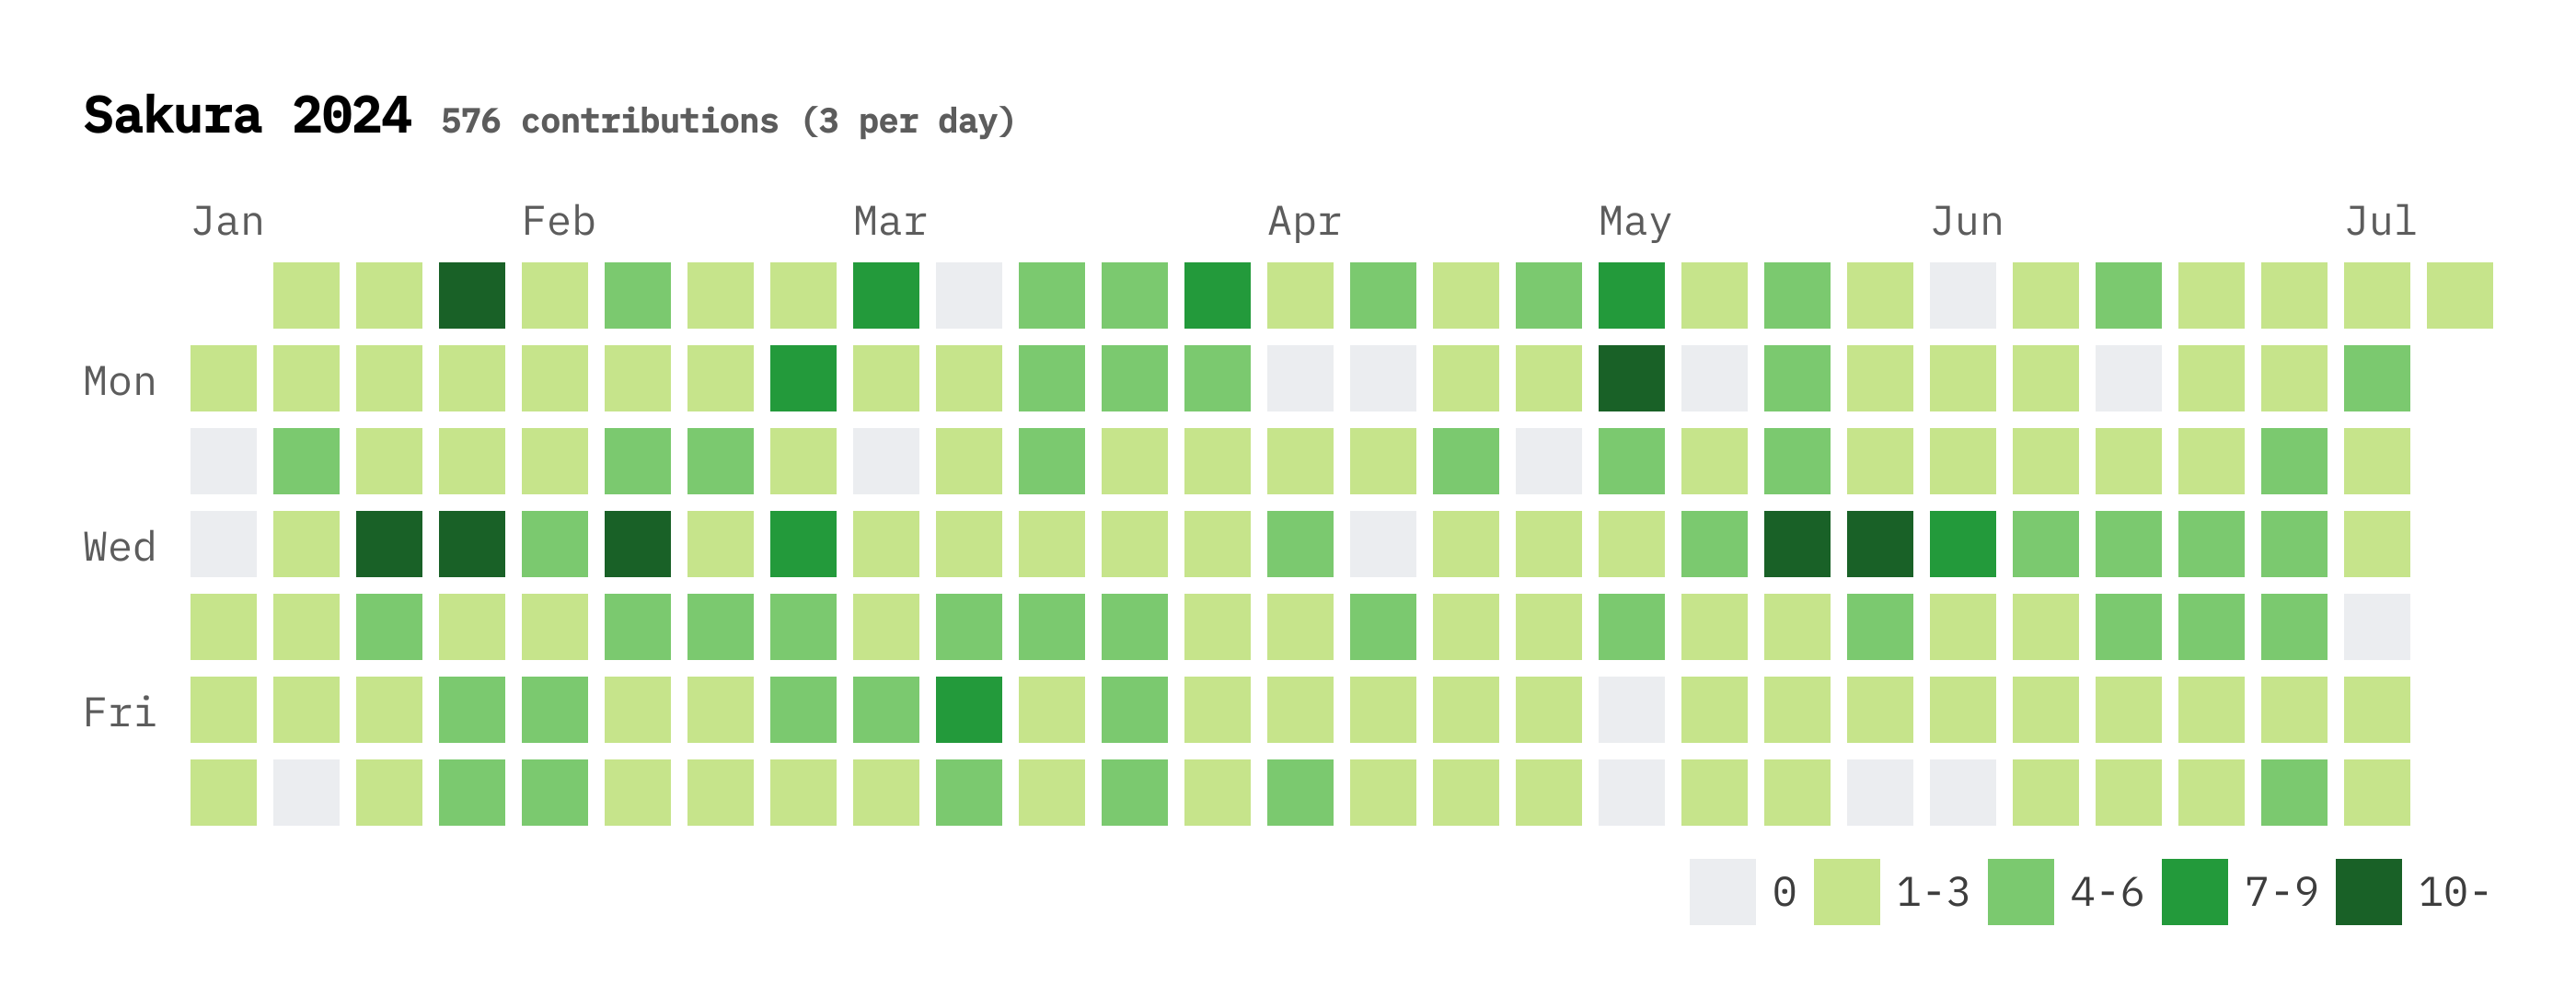 Sakura 2024 576 contributions (3 per day)
Jan Feb Mar Apr May Jun Jul
Mon
Wed
Fri
0 1-3 4-6 7-9 10-